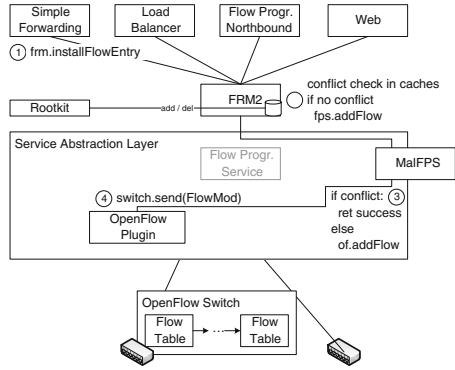 Simple
Forwarding
Load
Balancer
Flow Progr.
Northbound
Web
1 frm.installFlowEntry
FRM2
conflict check in caches
if no conflict
fps.addFlow
Rootkit
add / del
Service Abstraction Layer
Flow Progr.
Service
MalFPS
4 switch.send(FlowMod)
if conflict: 3
ret success
else
of.addFlow
OpenFlow
Plugin
OpenFlow Switch
Flow
Table
...
Flow
Table